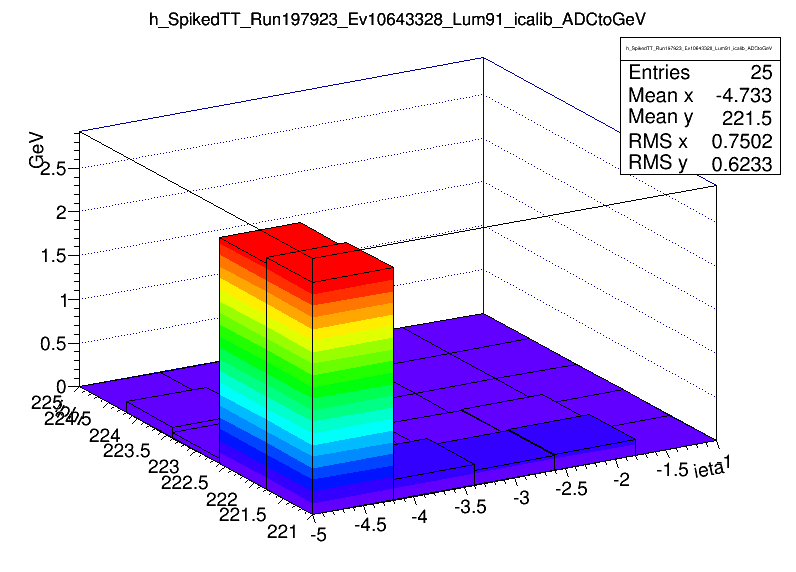 h_SpikedTT_Run197923_Ev10643328_Lum91_icalib_ADCtoGeV
h_SpikedTT_Run197923_Ev10643328_Lum91_icalib_ADCtoGeV
Entries 25
Mean x -4.733
Mean y 221.5
RMS x 0.7502
RMS y 0.6233
GeV
2.5
2
1.5
1
0.5
0
225
224.5
224
223.5
223
222.5
222
221.5
221
-5
-4.5
-4
-3.5
-3
-2.5
-2
-1.5
ieta